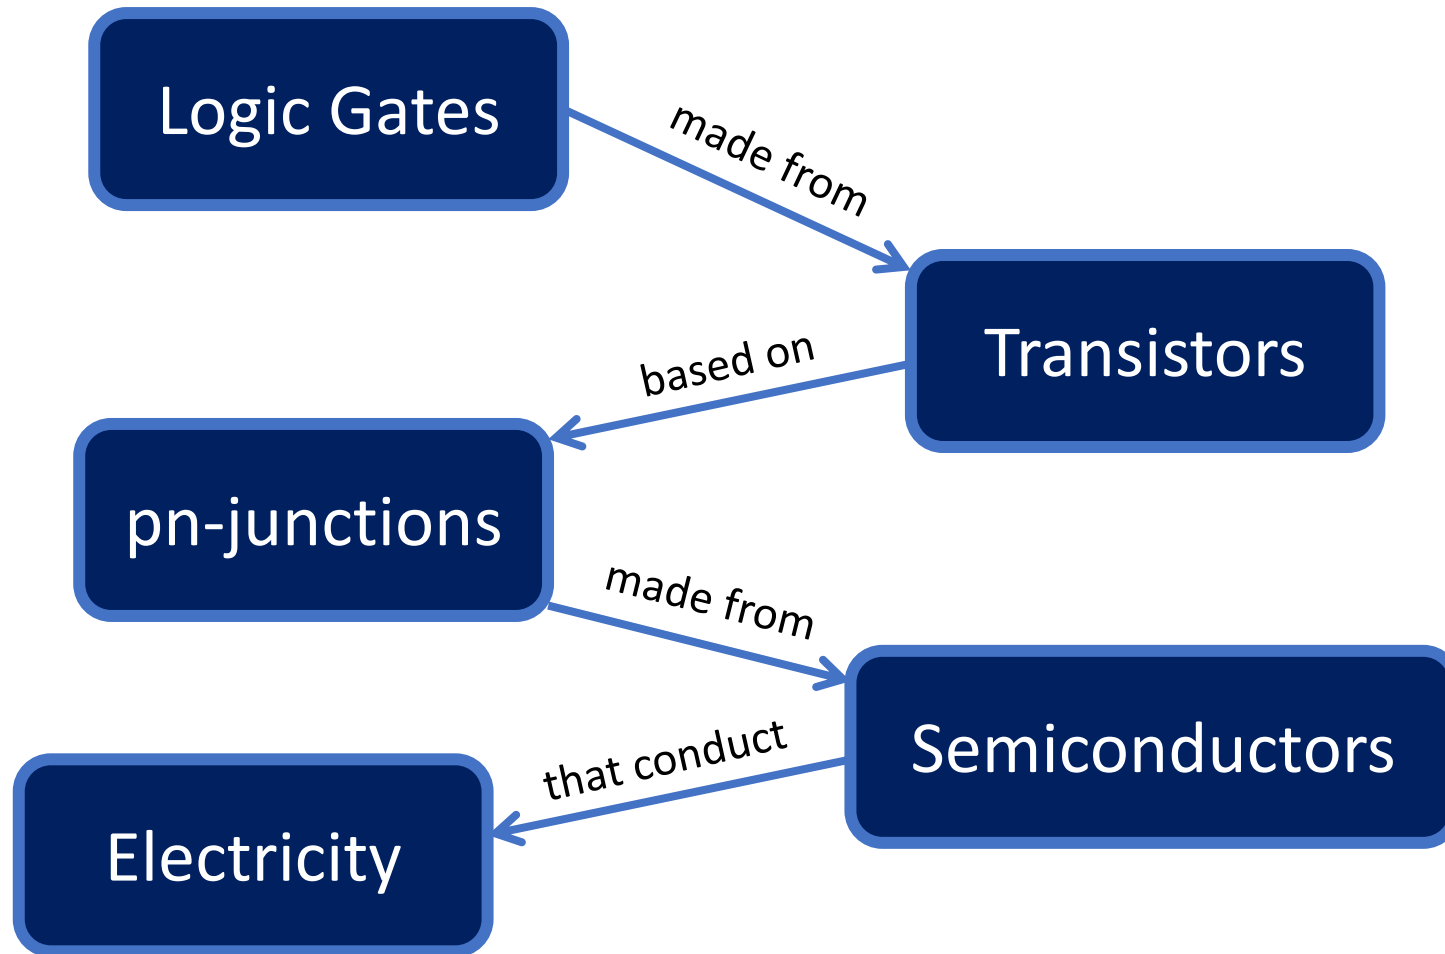 Logic Gates
made from
Transistors
based on
pn-junctions
made from
Semiconductors
that conduct
Electricity